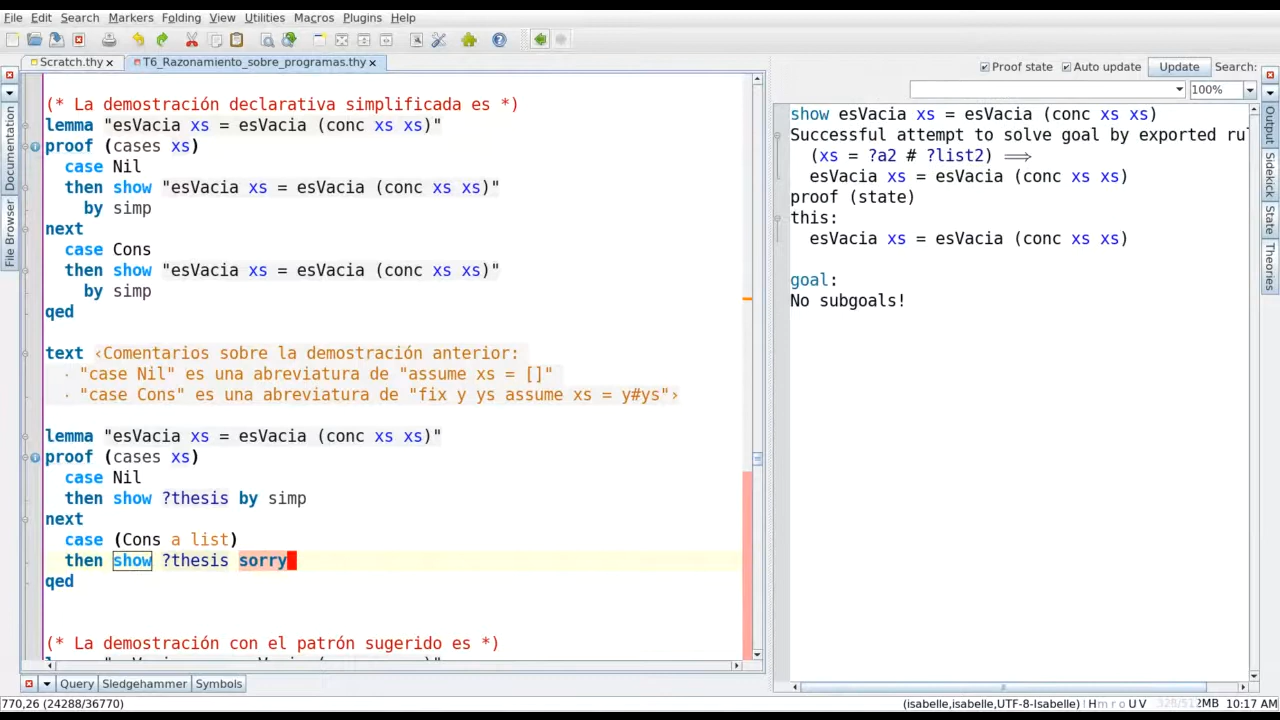 File Edit Search Markers Folding View Utilities Macros Plugins Help
Scratch.thy
T6_Razonamiento_sobre_programas.thy
Documentation
File Browser
(* La demostración declarativa simplificada es *)
lemma "esVacia xs = esVacia (conc xs xs)"
proof (cases xs)
case Nil
then show "esVacia xs = esVacia (conc xs xs)"
by simp
next
case Cons
then show "esVacia xs = esVacia (conc xs xs)"
by simp
qed
text ‹Comentarios sobre la demostración anterior:
· "case Nil" es una abreviatura de "assume xs = []"
· "case Cons" es una abreviatura de "fix y ys assume xs = y#ys"›
lemma "esVacia xs = esVacia (conc xs xs)"
proof (cases xs)
case Nil
then show ?thesis by simp
next
case (Cons a list)
then show ?thesis sorry
qed
(* La demostración con el patrón sugerido es *)
Proof state Auto update Update Search:
100%
show esVacia xs = esVacia (conc xs xs)
Successful attempt to solve goal by exported ru
(xs = ?a2 # ?list2) ⟹
esVacia xs = esVacia (conc xs xs)
proof (state)
this:
esVacia xs = esVacia (conc xs xs)
goal:
No subgoals!
Output
Sidekick
State
Theories
Query Sledgehammer Symbols
770,26 (24288/36770)
(isabelle,isabelle,UTF-8-Isabelle) H m r o U V 10:17 AM